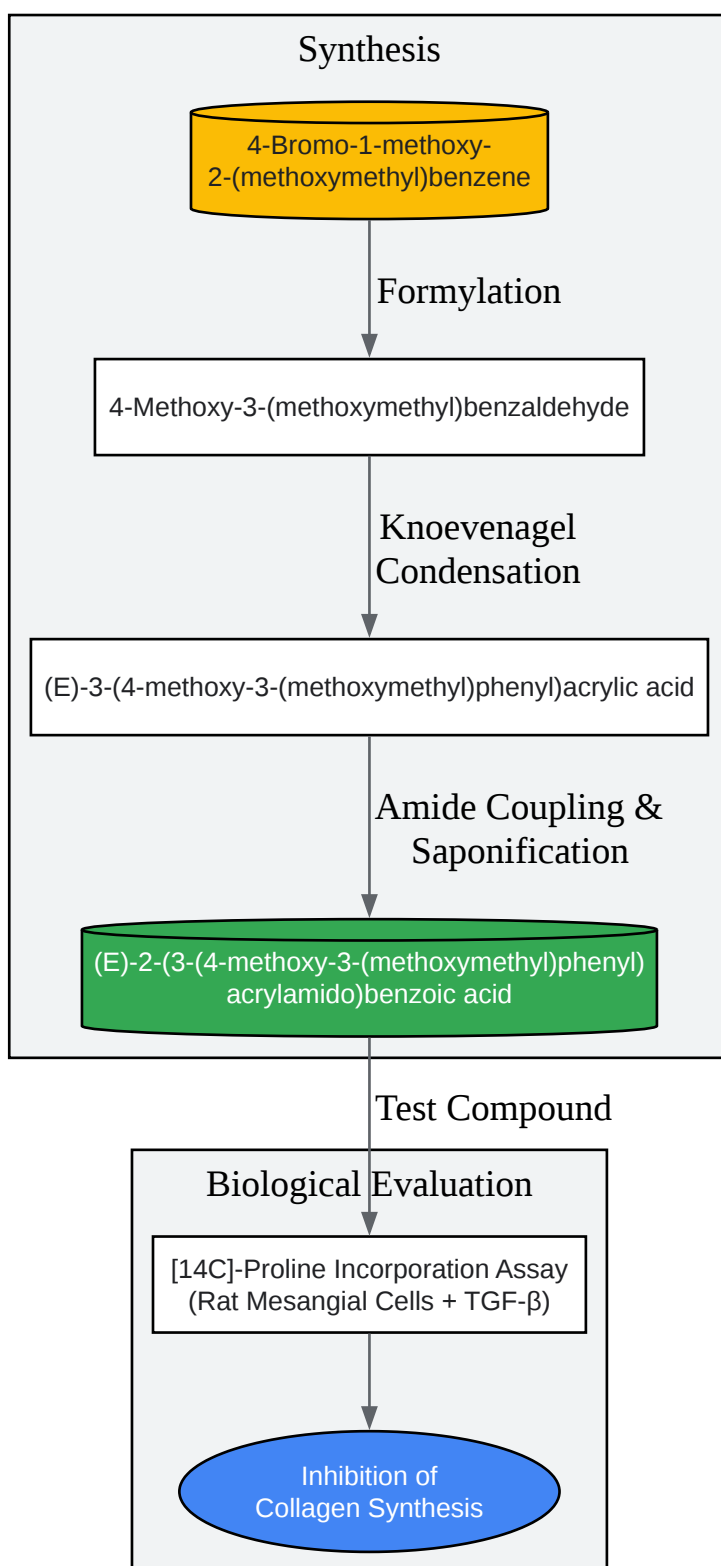 Synthesis
4-Bromo-1-methoxy-
2-(methoxymethyl)benzene
Formylation
4-Methoxy-3-(methoxymethyl)benzaldehyde
Knoevenagel
Condensation
(E)-3-(4-methoxy-3-(methoxymethyl)phenyl)acrylic acid
Amide Coupling &
Saponification
(E)-2-(3-(4-methoxy-3-(methoxymethyl)phenyl)
acrylamido)benzoic acid
Test Compound
Biological Evaluation
[14C]-Proline Incorporation Assay
(Rat Mesangial Cells + TGF-β)
Inhibition of
Collagen Synthesis